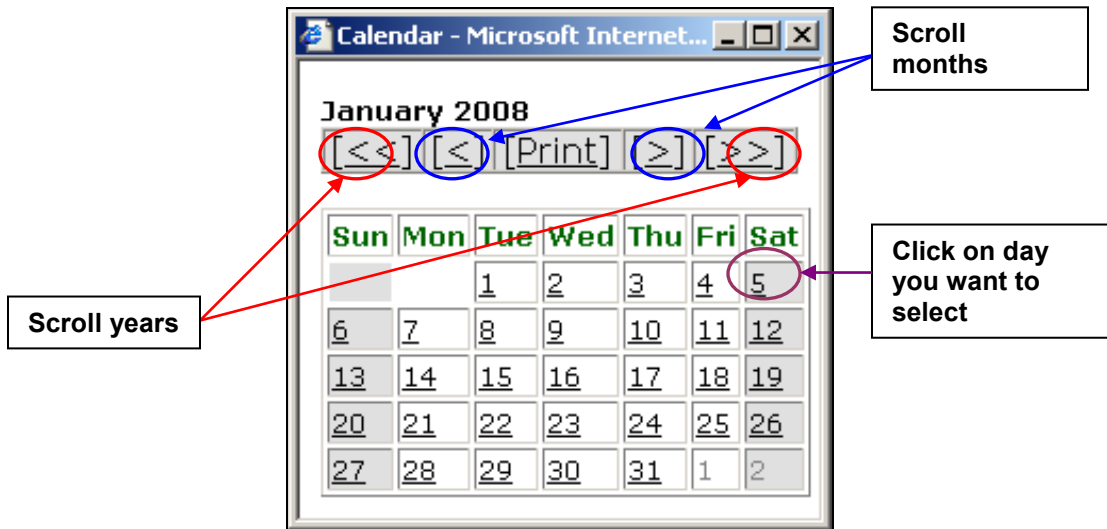 Calendar - Microsoft Internet...
Scroll
months
January 2008
[<<] [<] [Print] [>] [>>]
Sun Mon Tue Wed Thu Fri Sat
1 2 3 4 5
Click on day
you want to
select
Scroll years
6 7 8 9 10 11 12
13 14 15 16 17 18 19
20 21 22 23 24 25 26
27 28 29 30 31 1 2